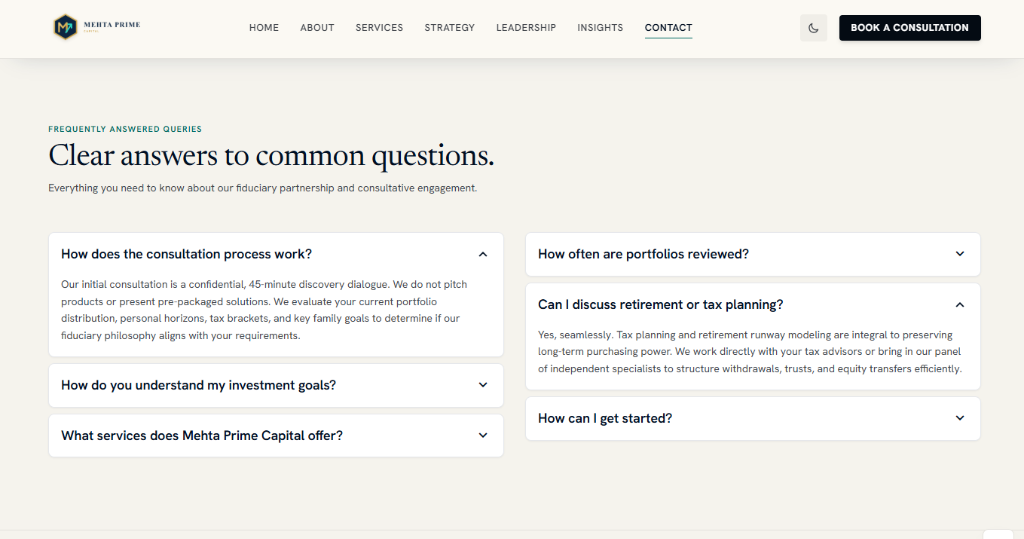 MEHTA PRIME
CAPITAL
HOME
ABOUT
SERVICES
STRATEGY
LEADERSHIP
INSIGHTS
CONTACT
BOOK A CONSULTATION
FREQUENTLY ANSWERED QUERIES
Clear answers to common questions.
Everything you need to know about our fiduciary partnership and consultative engagement.
How does the consultation process work?
Our initial consultation is a confidential, 45-minute discovery dialogue. We do not pitch
products or present pre-packaged solutions. We evaluate your current portfolio
distribution, personal horizons, tax brackets, and key family goals to determine if our
fiduciary philosophy aligns with your requirements.
How do you understand my investment goals?
What services does Mehta Prime Capital offer?
How often are portfolios reviewed?
Can I discuss retirement or tax planning?
Yes, seamlessly. Tax planning and retirement runway modeling are integral to preserving
long-term purchasing power. We work directly with your tax advisors or bring in our panel
of independent specialists to structure withdrawals, trusts, and equity transfers efficiently.
How can I get started?